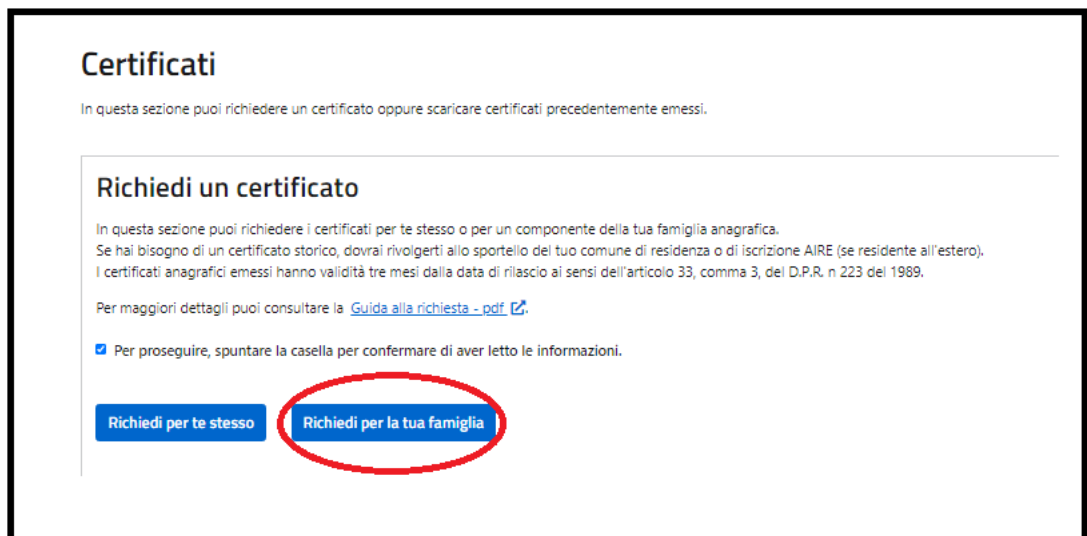 Certificati
In questa sezione puoi richiedere un certificato oppure scaricare certificati precedentemente emessi.
Richiedi un certificato
In questa sezione puoi richiedere i certificati per te stesso o per un componente della tua famiglia anagrafica.
Se hai bisogno di un certificato storico, dovrai rivolgerti allo sportello del tuo comune di residenza o di iscrizione AIRE (se residente all'estero).
I certificati anagrafici emessi hanno validità tre mesi dalla data di rilascio ai sensi dell'articolo 33, comma 3, del D.P.R. n 223 del 1989.
Per maggiori dettagli puoi consultare la Guida alla richiesta - pdf.
Per proseguire, spuntare la casella per confermare di aver letto le informazioni.
Richiedi per te stesso Richiedi per la tua famiglia